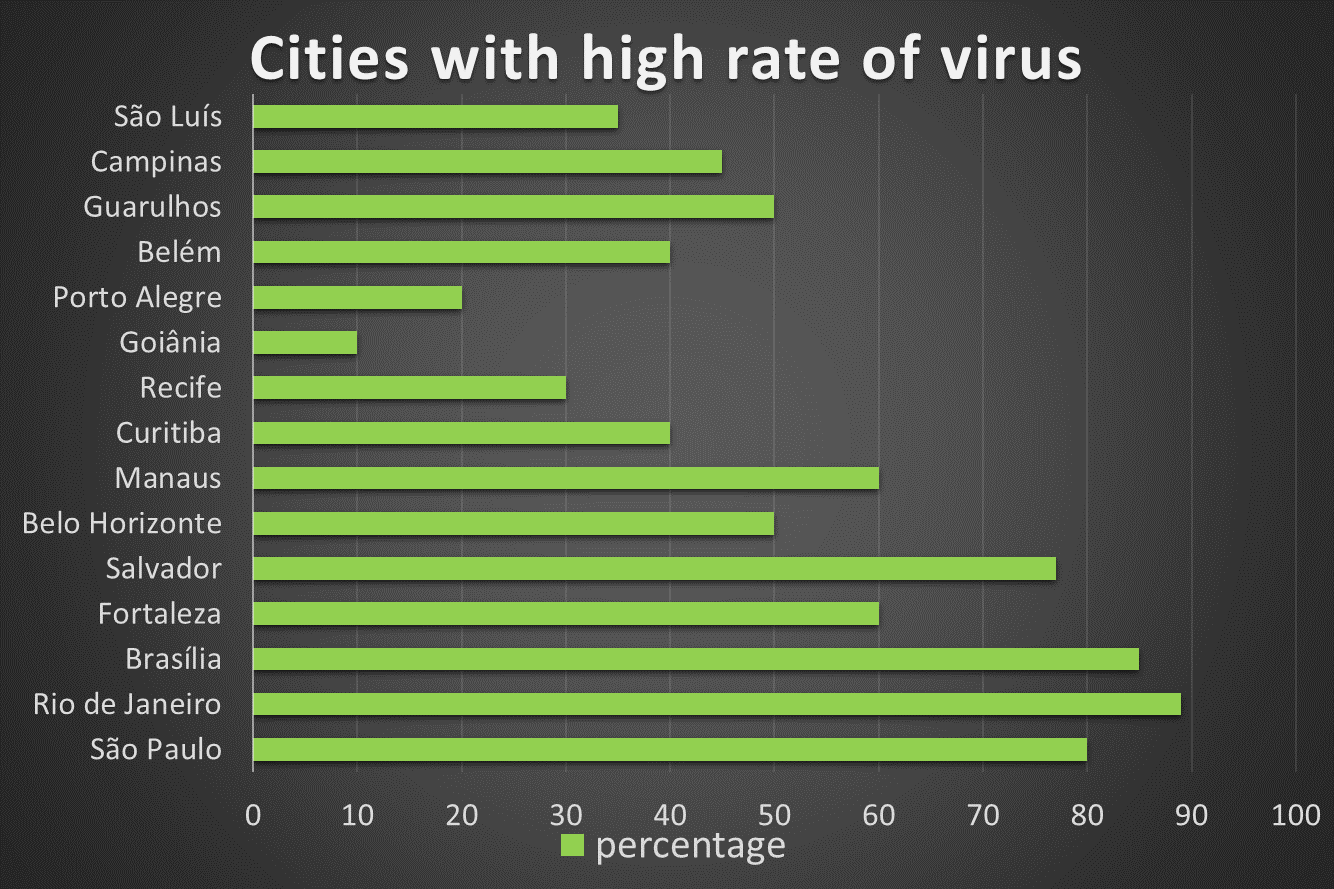 Cities with high rate of virus
São Luís
Campinas
Guarulhos
Belém
Porto Alegre
Goiânia
Recife
Curitiba
Manaus
Belo Horizonte
Salvador
Fortaleza
Brasília
Rio de Janeiro
São Paulo
0 10 20 30 40 50 60 70 80 90 100
percentage